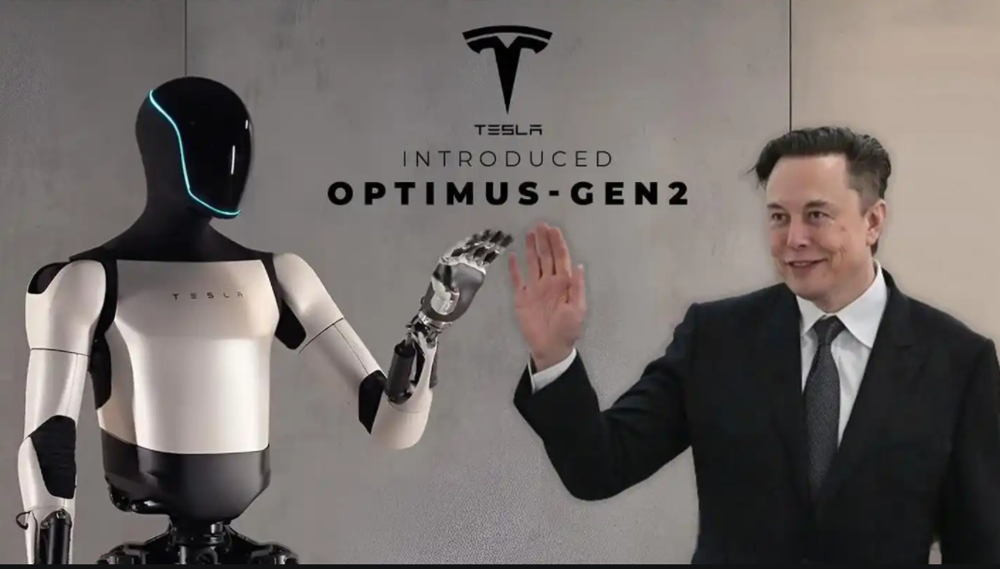 TESLA
INTRODUCED
OPTIMUS-GEN2
TESLA